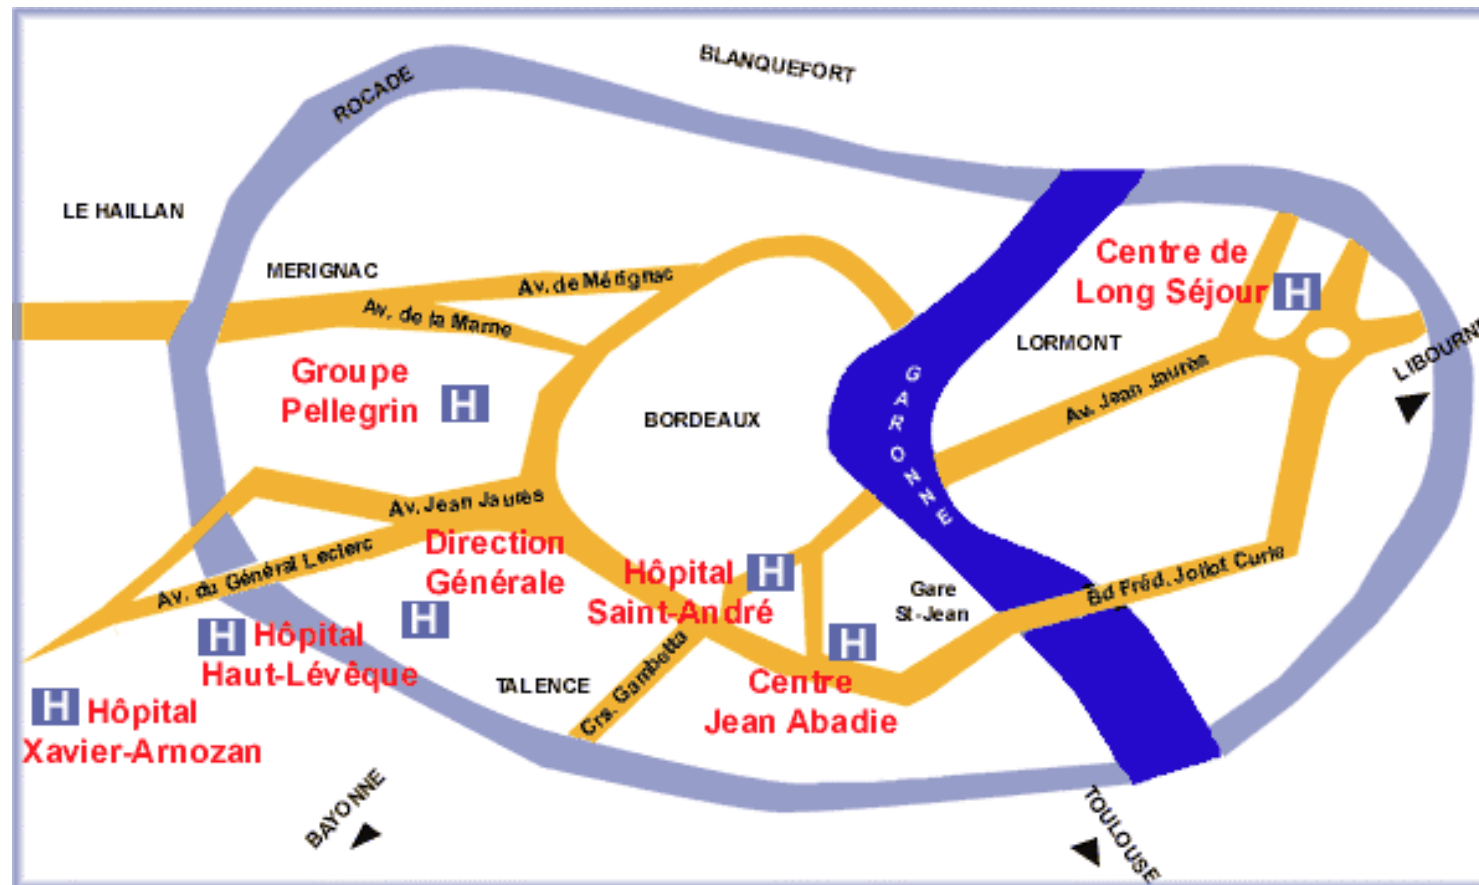 BLANQUEFORT
ROCADE
LE HAILLAN
MERIGNAC
Av. de Mérignac
Av. de la Marne
Centre de
Long Séjour
H
LORMONT
LIBOURNE
Groupe
Pellegrin
H
BORDEAUX
GARONNE
Av. Jean Jaurès
Av. Jean Jaurès
Av. du Général Leclerc
Direction
Générale
H
Hôpital
Saint-André
H
Gare
St-Jean
Bd Fréd. Joliot Curie
H
Hôpital
Haut-Lévêque
TALENCE
Crs. Gambetta
H
Centre
Jean Abadie
H
Hôpital
Xavier-Arnozan
BAYONNE
TOULOUSE